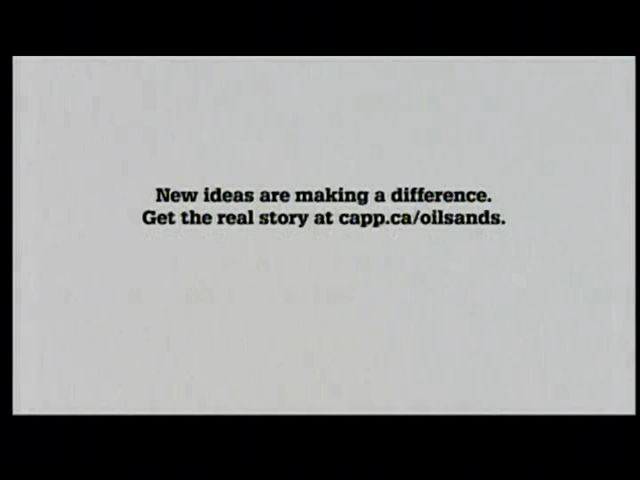 New ideas are making a difference.
Get the real story at capp.ca/oilsands.